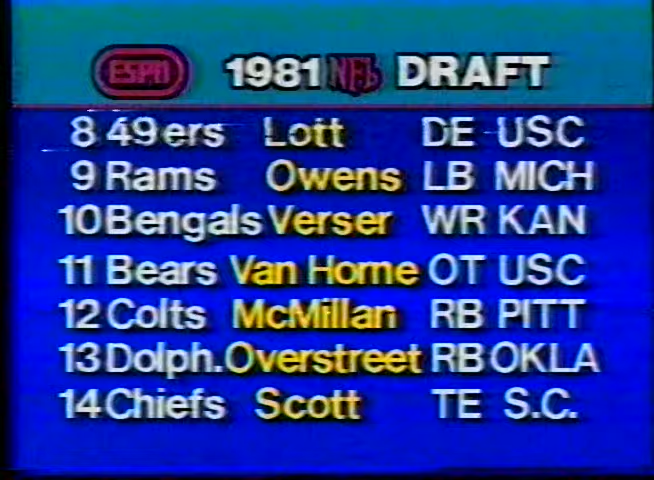 ESPN 1981 NFL DRAFT
8 49ers Lott DE USC
9 Rams Owens LB MICH
10 Bengals Verser WR KAN
11 Bears Van Horne OT USC
12 Colts McMillan RB PITT
13 Dolph. Overstreet RB OKLA
14 Chiefs Scott TE S.C.